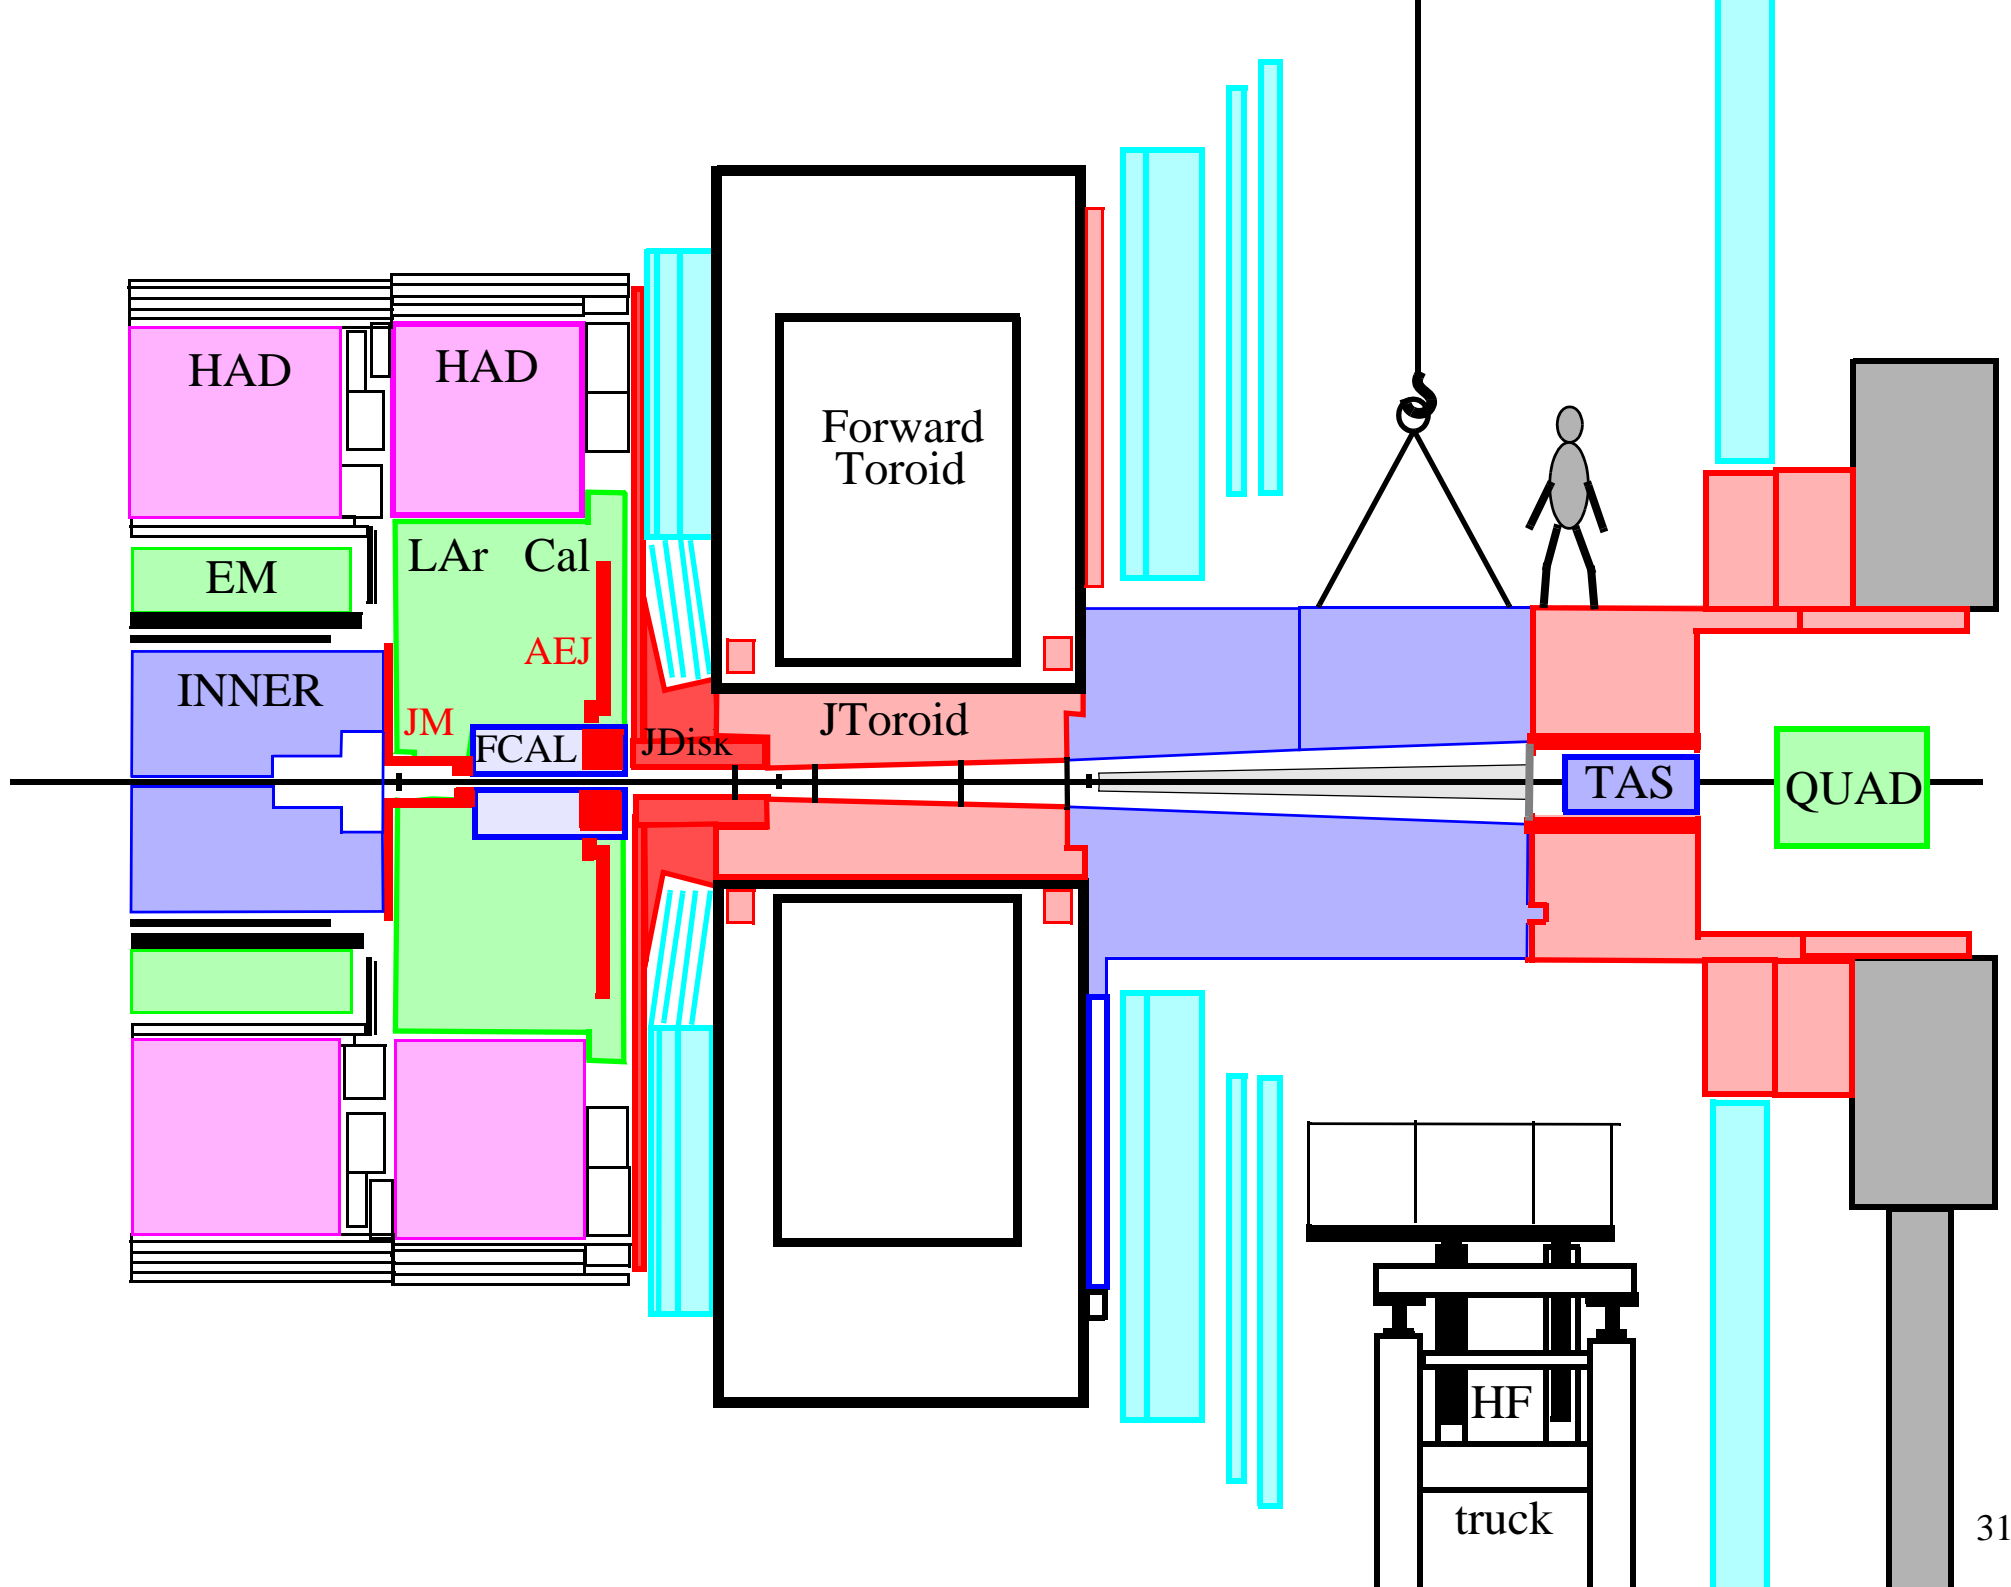 HAD
HAD
Forward
Toroid
LAr Cal
EM
AEJ
INNER
JM
JToroid
FCAL
JDisk
TAS
QUAD
HF
truck
31